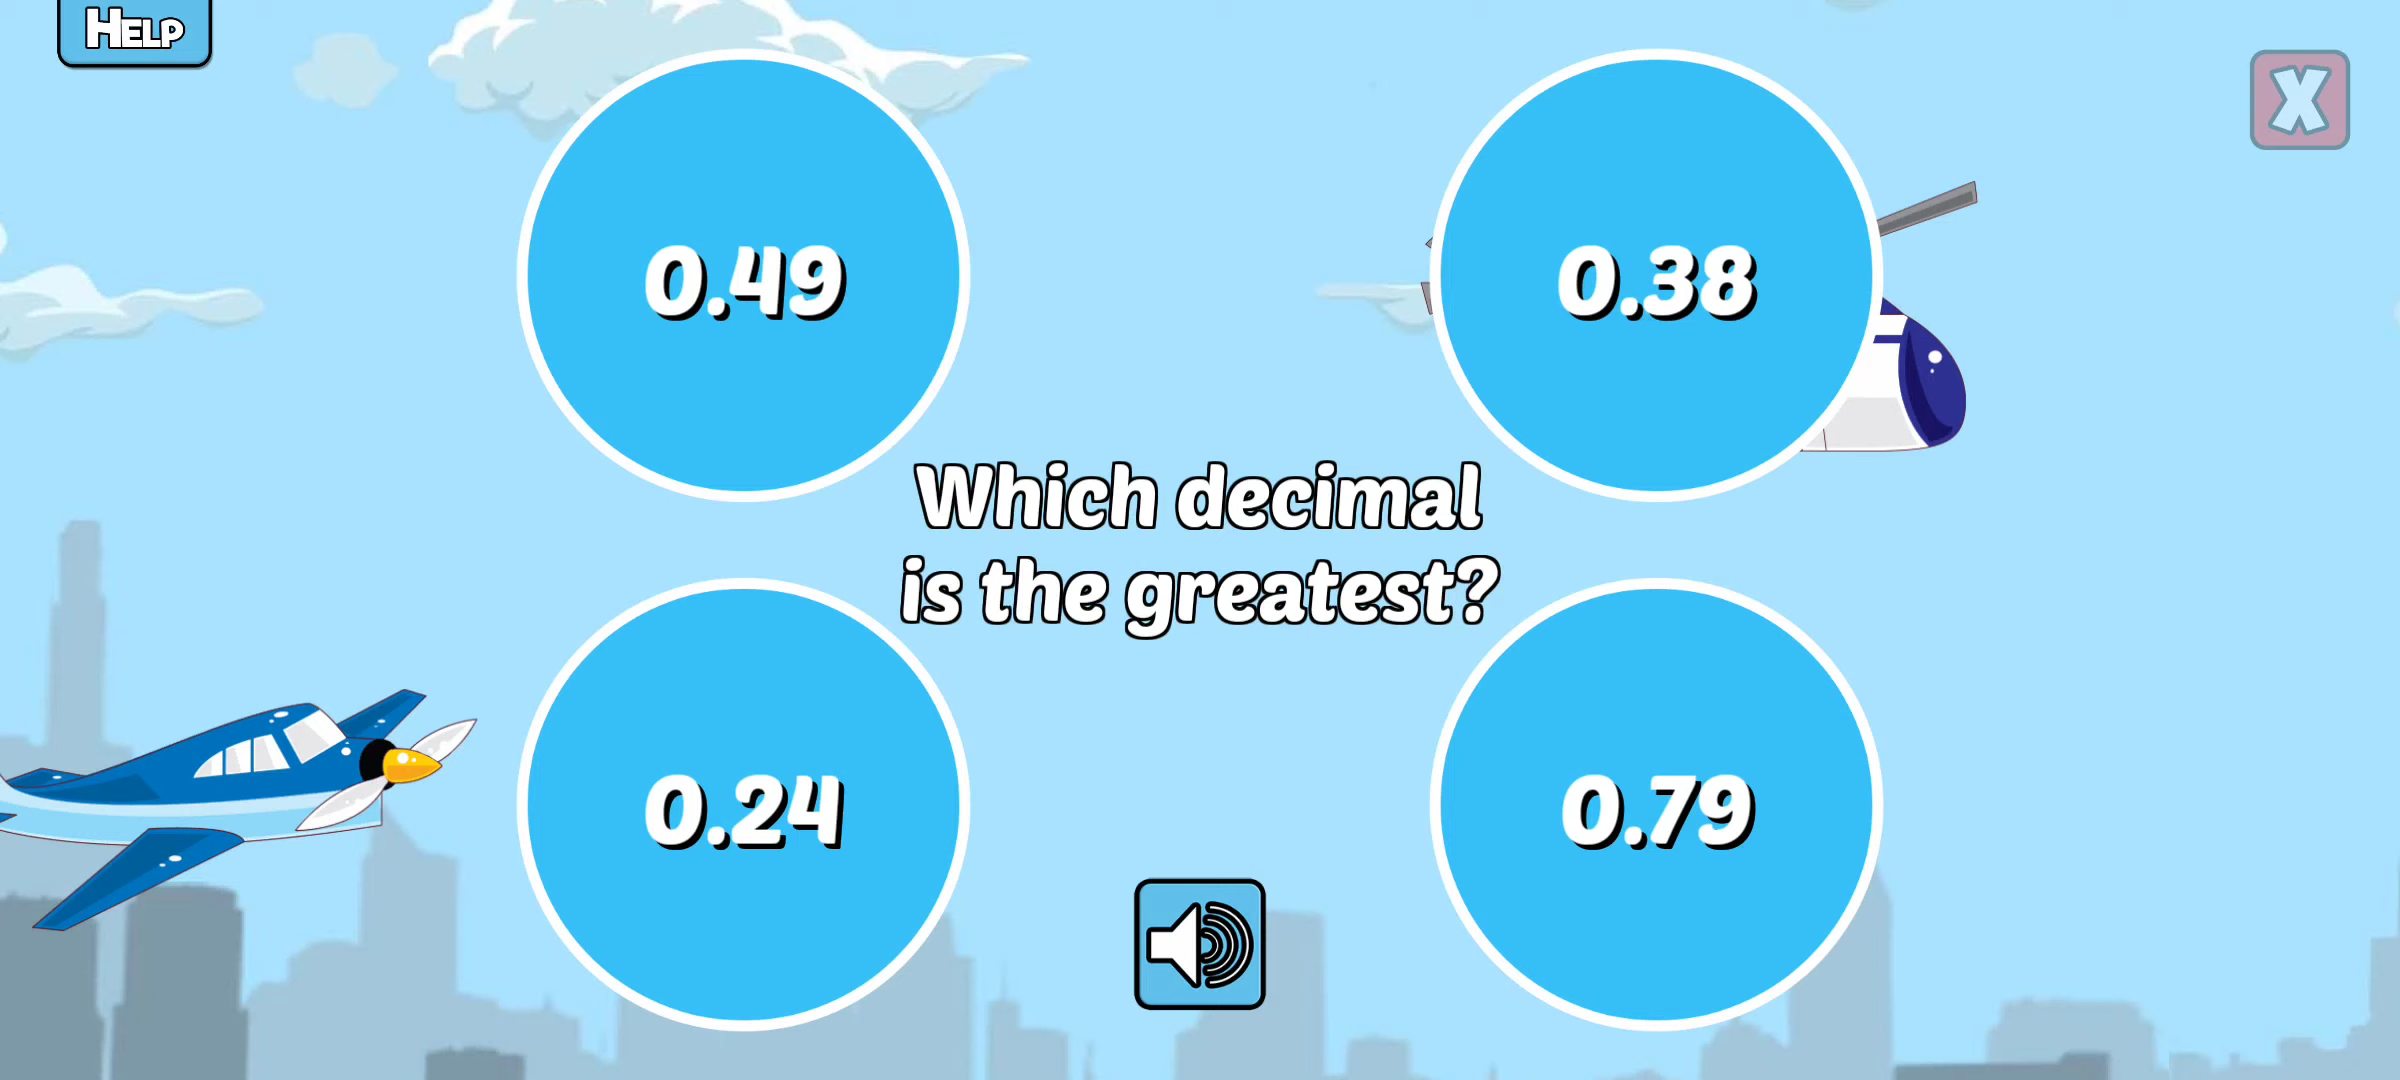 HELP
X
0.49
0.38
Which decimal
is the greatest?
0.24
0.79